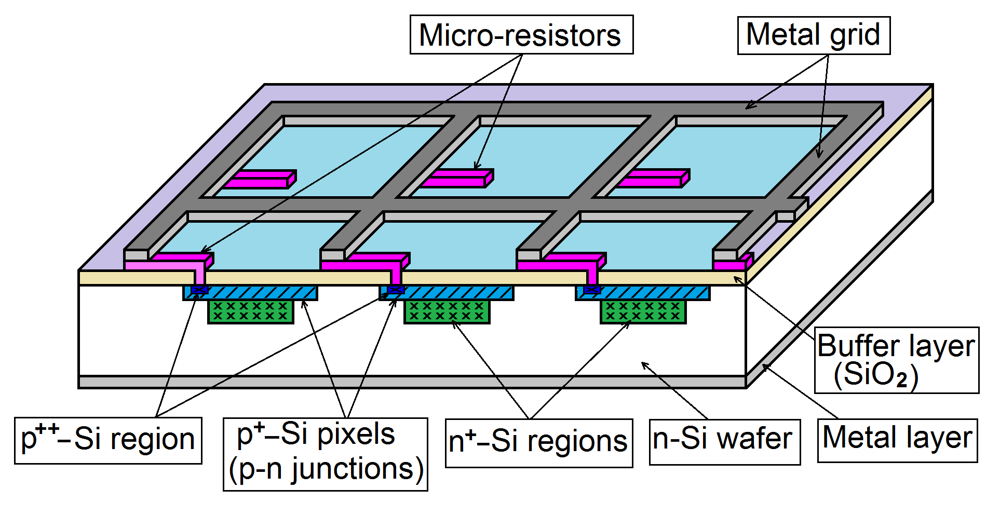 Micro-resistors
Metal grid
Buffer layer
(SiO₂)
p⁺⁺–Si region
p⁺–Si pixels
(p-n junctions)
n⁺–Si regions
n-Si wafer
Metal layer